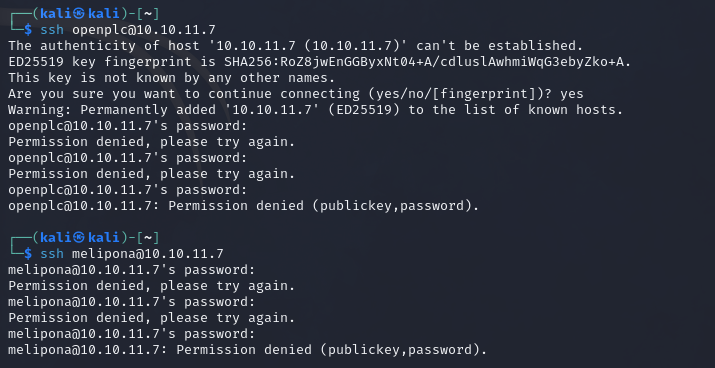 ┌──(kali㉿kali)-[~]
└─$ ssh openplc@10.10.11.7
The authenticity of host '10.10.11.7 (10.10.11.7)' can't be established.
ED25519 key fingerprint is SHA256:RoZ8jwEnGGByxNt04+A/cdluslAwhmiWqG3ebyZko+A.
This key is not known by any other names.
Are you sure you want to continue connecting (yes/no/[fingerprint])? yes
Warning: Permanently added '10.10.11.7' (ED25519) to the list of known hosts.
openplc@10.10.11.7's password:
Permission denied, please try again.
openplc@10.10.11.7's password:
Permission denied, please try again.
openplc@10.10.11.7's password:
openplc@10.10.11.7: Permission denied (publickey,password).
┌──(kali㉿kali)-[~]
└─$ ssh melipona@10.10.11.7
melipona@10.10.11.7's password:
Permission denied, please try again.
melipona@10.10.11.7's password:
Permission denied, please try again.
melipona@10.10.11.7's password:
melipona@10.10.11.7: Permission denied (publickey,password).